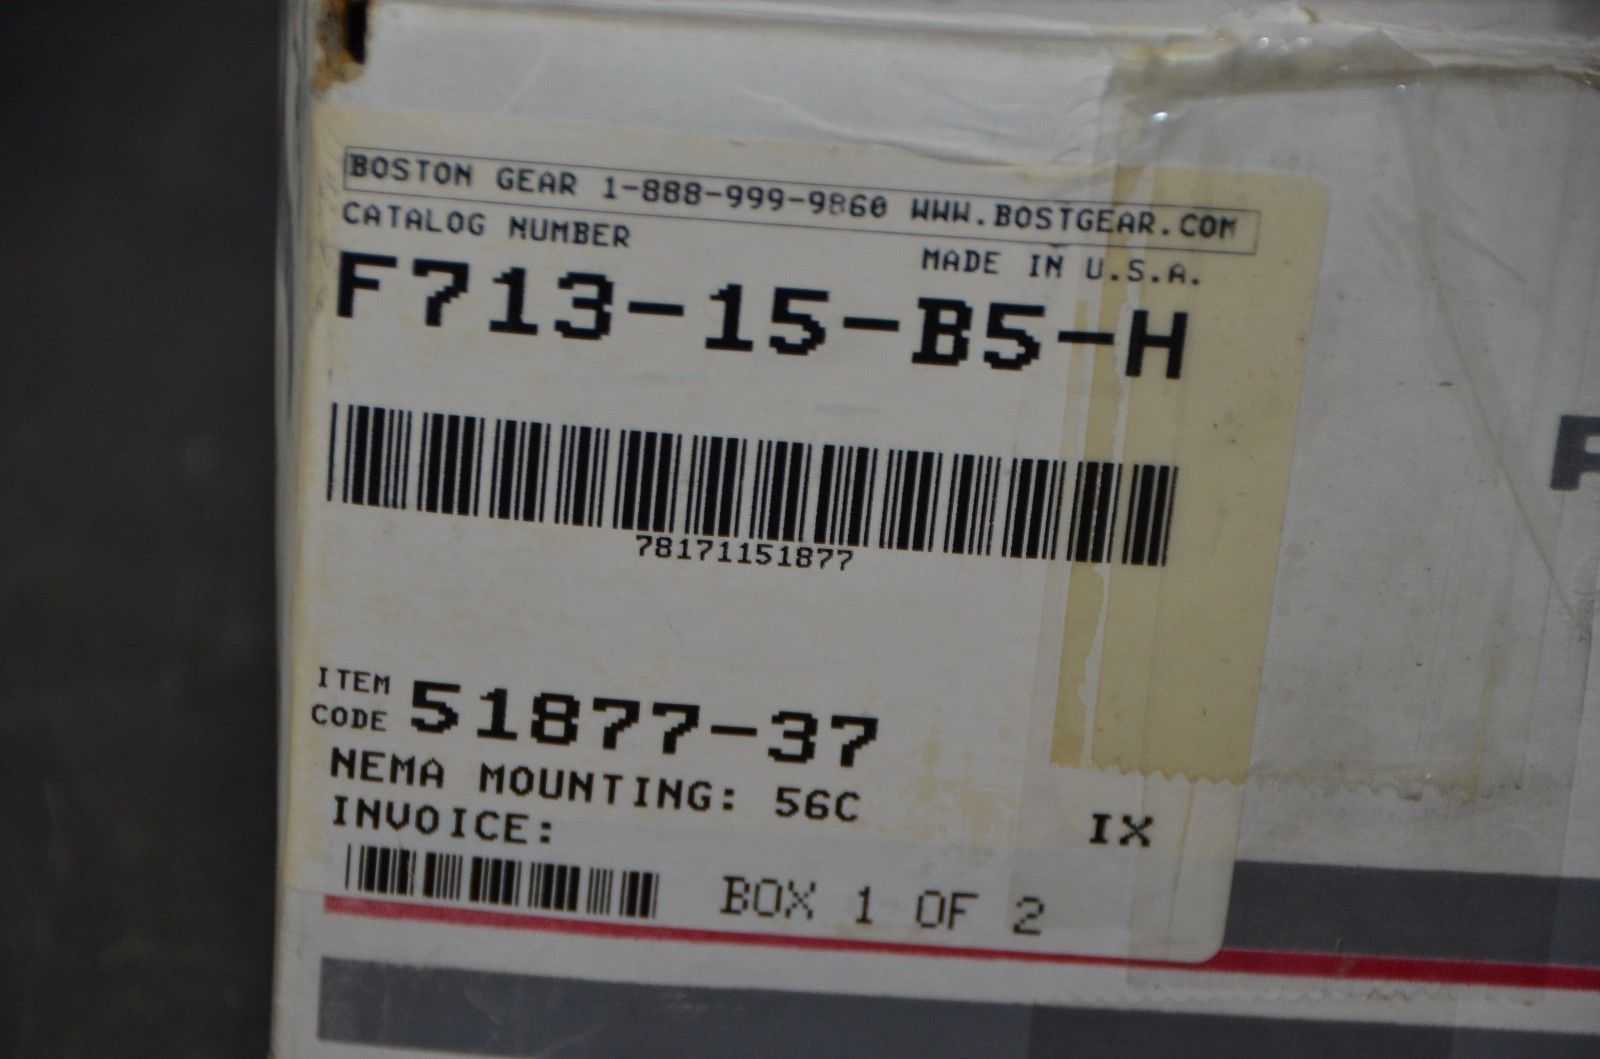 BOSTON GEAR 1-888-999-9860 WWW.BOSTGEAR.COM
CATALOG NUMBER
MADE IN U.S.A.
F713-15-B5-H
78171151877
ITEM
CODE 51877-37
NEMA MOUNTING: 56C
INVOICE:
IX
BOX 1 OF 2